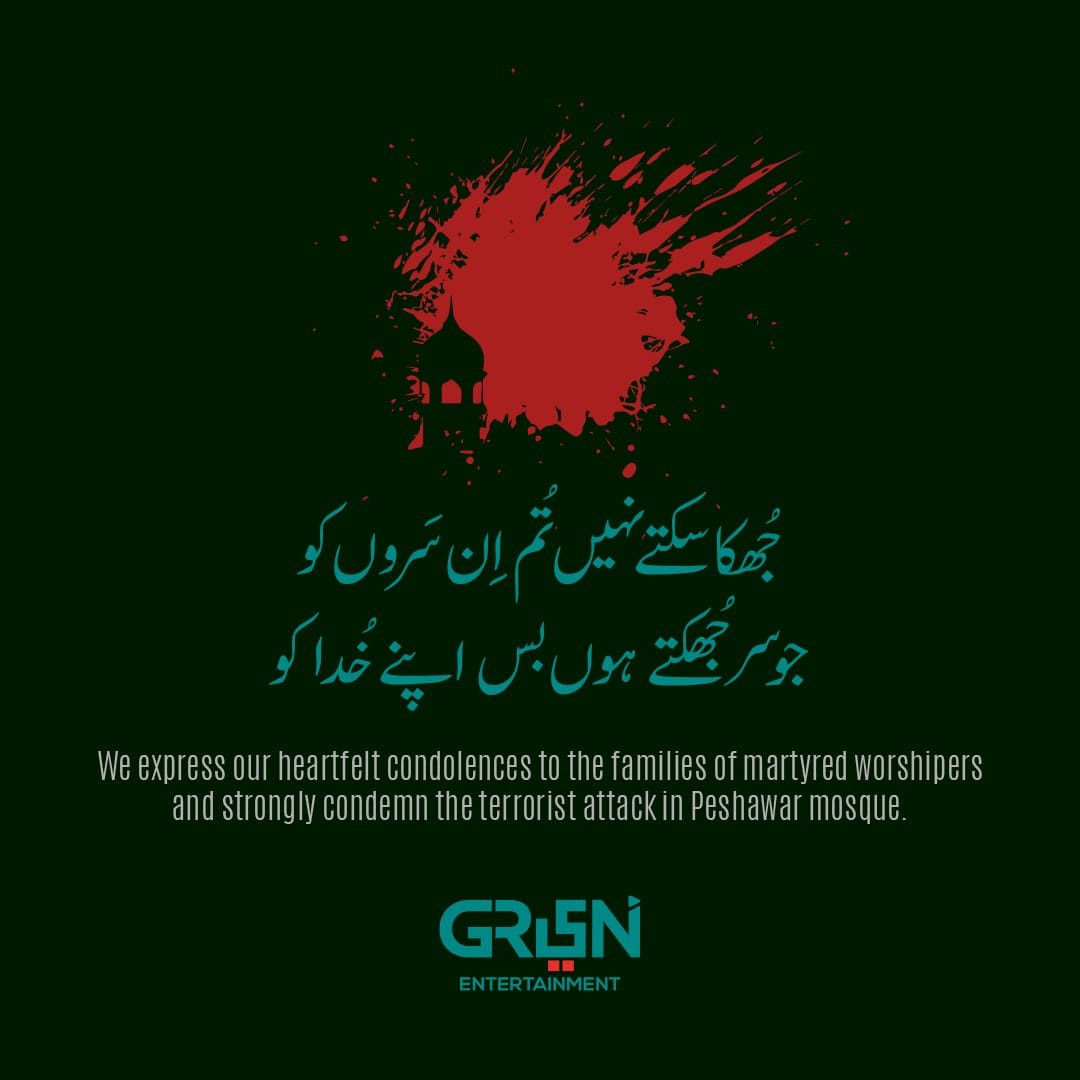 جُھکا سکتے نہیں تُم اِن سَروں کو
جو سر جُھکتے ہوں بس اپنے خُدا کو
We express our heartfelt condolences to the families of martyred worshipers
and strongly condemn the terrorist attack in Peshawar mosque.
GREEN
ENTERTAINMENT